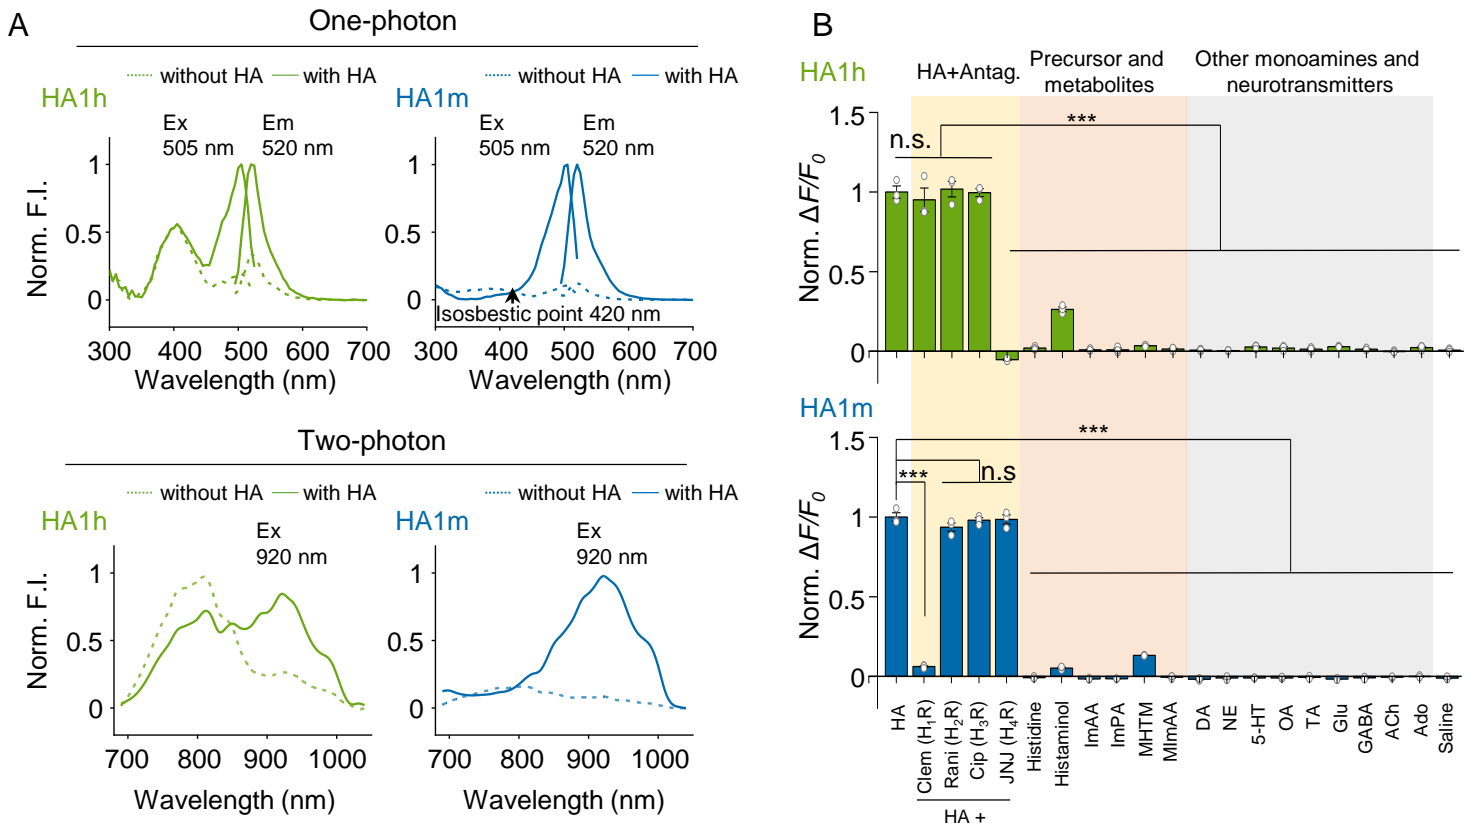 A
One-photon
without HA
with HA
without HA
with HA
HA1h
HA1m
Ex
505 nm
Em
520 nm
Ex
505 nm
Em
520 nm
Norm. F.I.
1
0.5
0
1
0.5
0
Isosbestic point 420 nm
300 400 500 600 700
300 400 500 600 700
Wavelength (nm)
Wavelength (nm)
Two-photon
without HA
with HA
without HA
with HA
HA1h
HA1m
Ex
920 nm
Ex
920 nm
Norm. F.I.
1
0.5
0
1
0.5
0
700 800 900 1000
700 800 900 1000
Wavelength (nm)
Wavelength (nm)
B
HA1h
HA+Antag.
Precursor and
metabolites
Other monoamines and
neurotransmitters
Norm. ΔF/F0
1.5
1
0.5
0
n.s.
***
HA1m
Norm. ΔF/F0
1.5
1
0.5
0
***
***
n.s
HA
Clem (H1R)
Rani (H2R)
Cip (H3R)
JNJ (H4R)
Histidine
Histaminol
ImAA
ImPA
MHTM
MImAA
DA
NE
5-HT
OA
TA
Glu
GABA
ACh
Ado
Saline
HA +